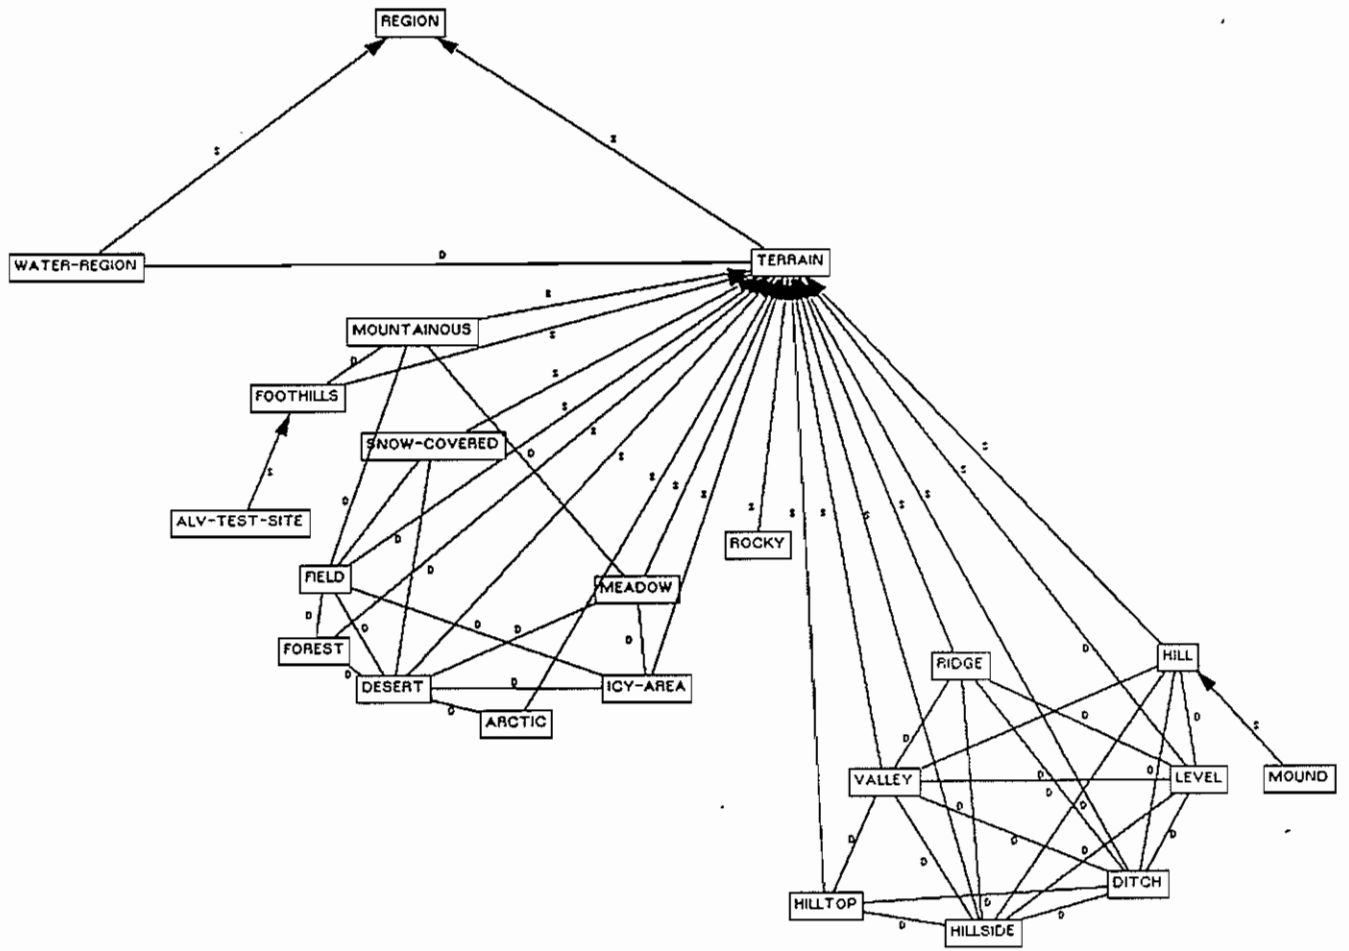 REGION
S
S
WATER-REGION
D
TERRAIN
S
MOUNTAINOUS
S
D
S
FOOTHILLS
S
SNOW-COVERED
S
S
D
S
S
S
S
S
D
ALV-TEST-SITE
S
S
S
S
S
S
S
S
ROCKY
D
D
FIELD
MEADOW
D
D
D
D
D
FOREST
D
D
DESERT
D
ICY-AREA
D
ARCTIC
RIDGE
D
HILL
D
D
S
D
VALLEY
D
D
LEVEL
MOUND
D
D
D
D
D
D
D
D
DITCH
HILLTOP
D
D
D
HILLSIDE